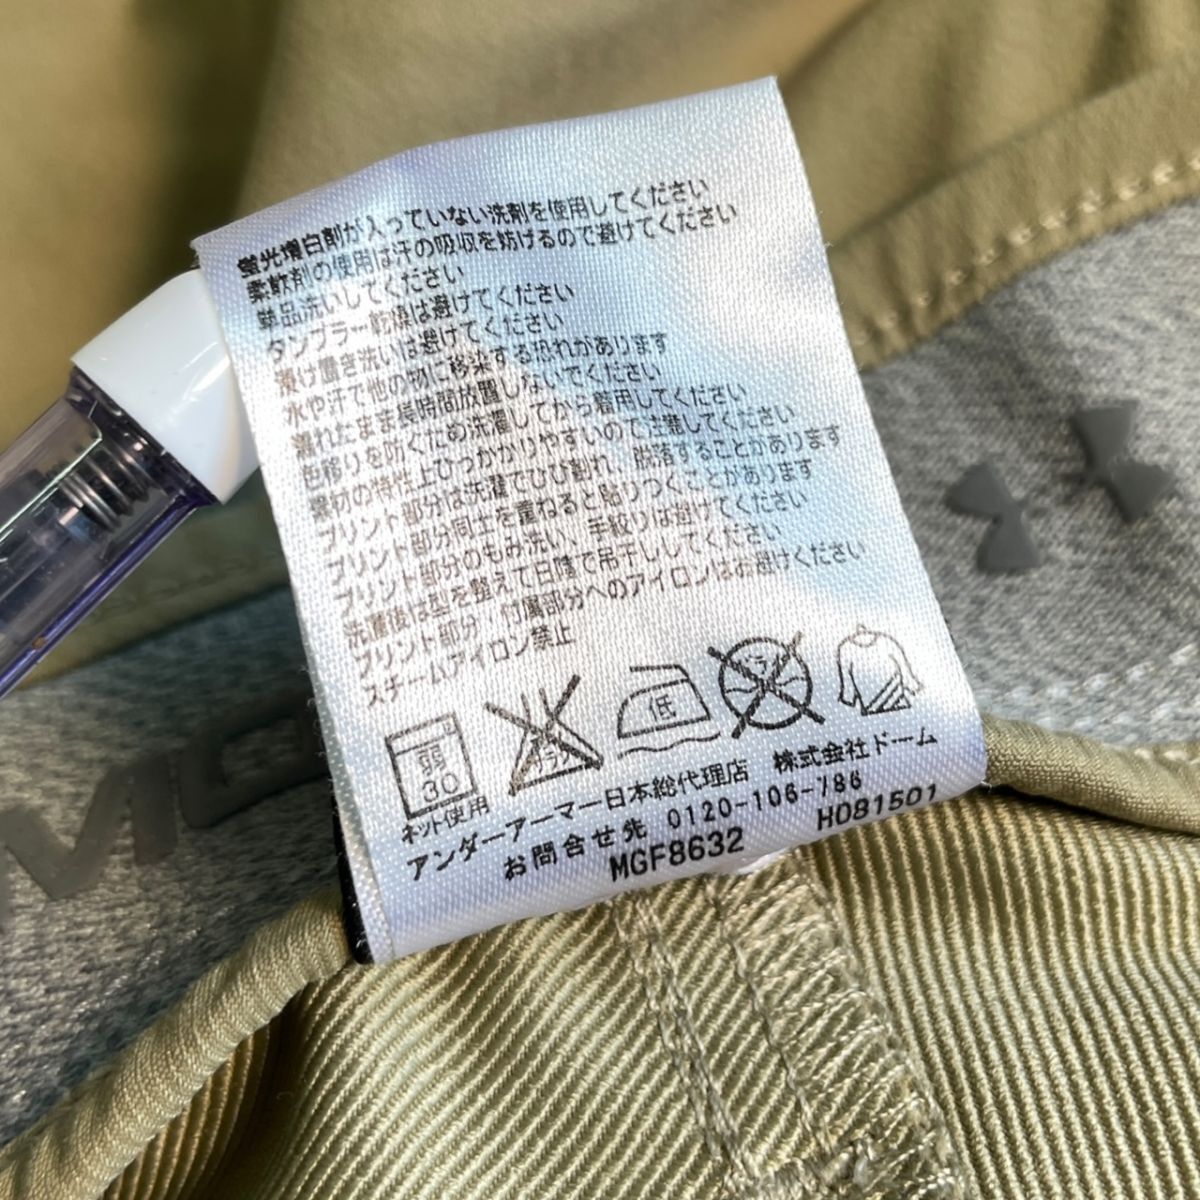 蛍光増白剤が入っていない洗剤を使用してください
柔軟剤の使用は汗の吸収を妨げるので避けてください
単品洗いしてください
タンブラー乾燥は避けてください
漬け置き洗いは避けてください
水や汗で他の物に移染する恐れがあります
濡れたまま長時間放置しないでください
色移りを防ぐため洗濯してから着用してください
素材の特性上ひっかかりやすいので注意してください
プリント部分は洗濯でひび割れ、脱落することがあります
プリント部分同士を重ねると貼りつくことがあります
プリント部分のもみ洗い、手絞りは避けてください
洗濯後は型を整えて日陰で吊干ししてください
プリント部分、付属部分へのアイロンはお避けください
スチームアイロン禁止
弱
30
低
ドライ
ネット使用
アンダーアーマー日本総代理店 株式会社ドーム
お問合せ先 0120-106-786
MGF8632 H081501